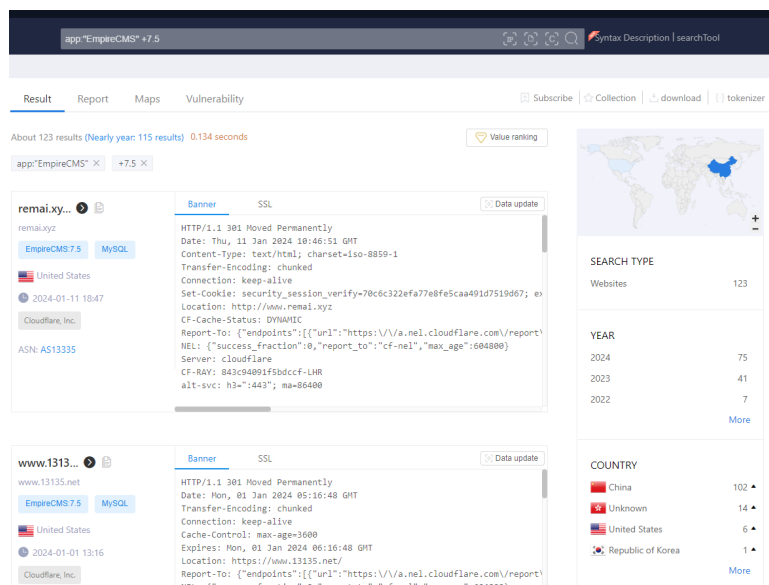 app:"EmpireCMS" +7.5
Syntax Description | searchTool
Result Report Maps Vulnerability
Subscribe Collection download tokenizer
About 123 results (Nearly year: 115 results) 0.134 seconds
Value ranking
app:"EmpireCMS" × +7.5 ×
remai.xy...
remai.xyz
EmpireCMS:7.5 MySQL
United States
2024-01-11 18:47
Cloudflare, Inc.
ASN: AS13335
Banner SSL
Data update
HTTP/1.1 301 Moved Permanently
Date: Thu, 11 Jan 2024 10:46:51 GMT
Content-Type: text/html; charset=iso-8859-1
Transfer-Encoding: chunked
Connection: keep-alive
Set-Cookie: security_session_verify=70c6c322efa77e8fe5caa491d7519d67; ex
Location: http://www.remai.xyz
CF-Cache-Status: DYNAMIC
Report-To: {"endpoints":[{"url":"https:\/\/a.nel.cloudflare.com\/report\
NEL: {"success_fraction":0,"report_to":"cf-nel","max_age":604800}
Server: cloudflare
CF-RAY: 843c94091f5bdccf-LHR
alt-svc: h3=":443"; ma=86400
www.1313...
www.13135.net
EmpireCMS:7.5 MySQL
United States
2024-01-01 13:16
Cloudflare, Inc.
Banner SSL
Data update
HTTP/1.1 301 Moved Permanently
Date: Mon, 01 Jan 2024 05:16:48 GMT
Transfer-Encoding: chunked
Connection: keep-alive
Cache-Control: max-age=3600
Expires: Mon, 01 Jan 2024 06:16:48 GMT
Location: https://www.13135.net/
Report-To: {"endpoints":[{"url":"https:\/\/a.nel.cloudflare.com\/report\
+
−
SEARCH TYPE
Websites 123
YEAR
2024 75
2023 41
2022 7
More
COUNTRY
China 102
Unknown 14
United States 6
Republic of Korea 1
More